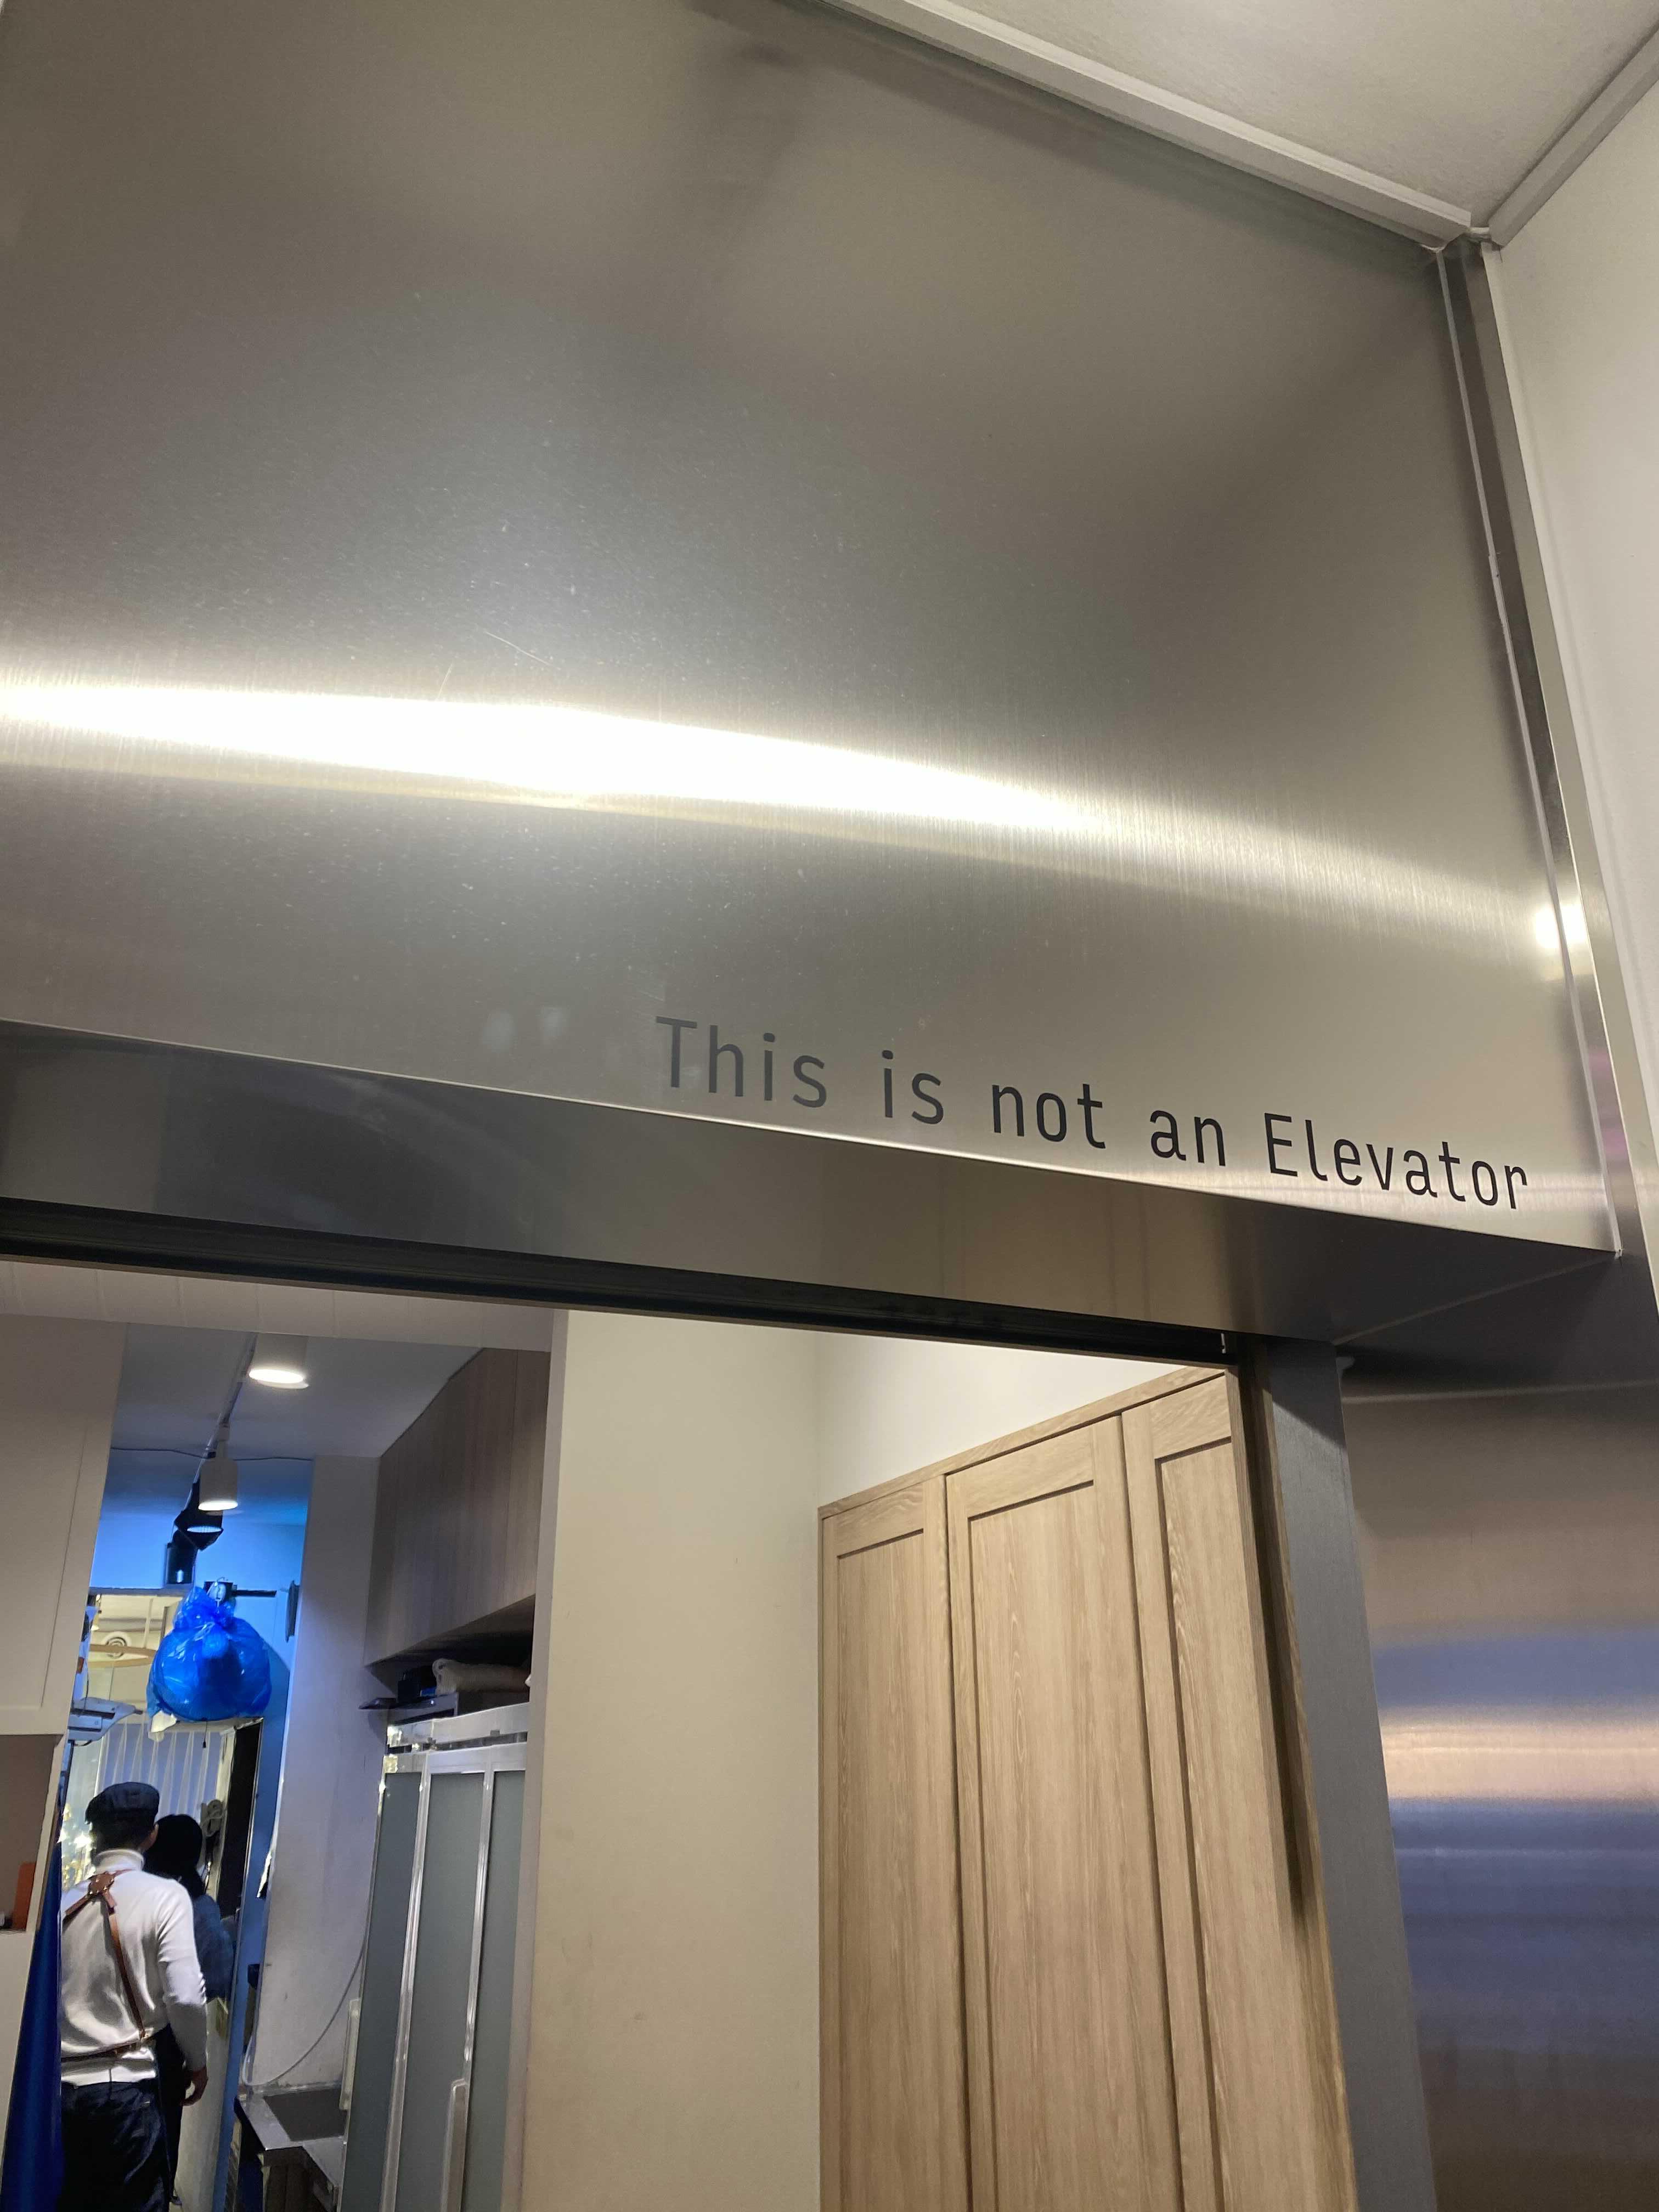 This is not an Elevator